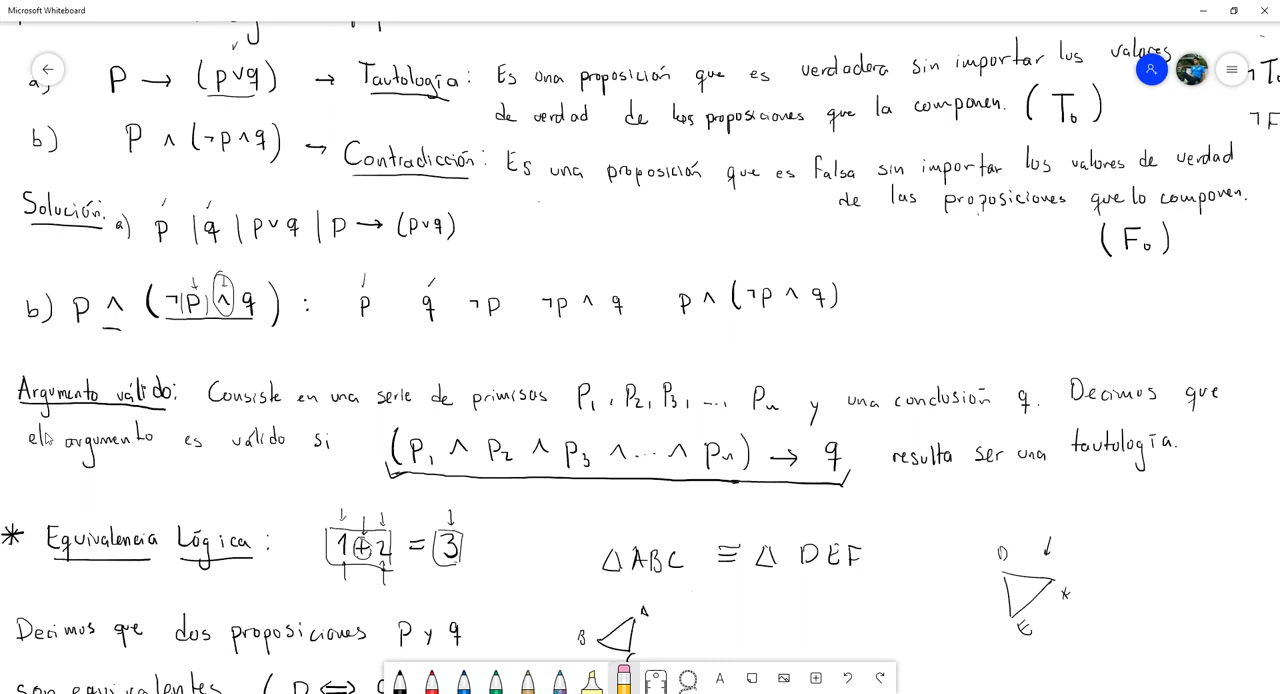 Microsoft Whiteboard
a) P → (p∨q) → Tautología: Es una proposición que es verdadera sin importar los valores
de verdad de las proposiciones que la componen. (T₀)
b) P ∧ (¬p∧q) → Contradicción: Es una proposición que es falsa sin importar los valores de verdad
de las proposiciones que lo componen.
(F₀)
Solución: a) p | q | p∨q | p → (p∨q)
b) p ∧ (¬(p) ∧ q) : p q ¬p ¬p ∧ q p ∧ (¬p ∧ q)
Argumento válido: Consiste en una serie de primisas P₁, P₂, P₃, ... Pₙ y una conclusión q. Decimos que
el argumento es válido si (P₁ ∧ P₂ ∧ P₃ ∧ ... ∧ Pₙ) → q resulta ser una tautología.
* Equivalencia Lógica: 1+2 = 3 △ABC ≡ △DEF
D
E
A
B
C
Decimos que dos proposiciones P y q
son equivalentes (p ⇔